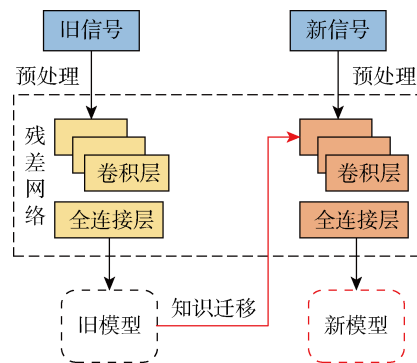 旧信号
新信号
预处理
预处理
残差网络
卷积层
卷积层
全连接层
全连接层
知识迁移
旧模型
新模型